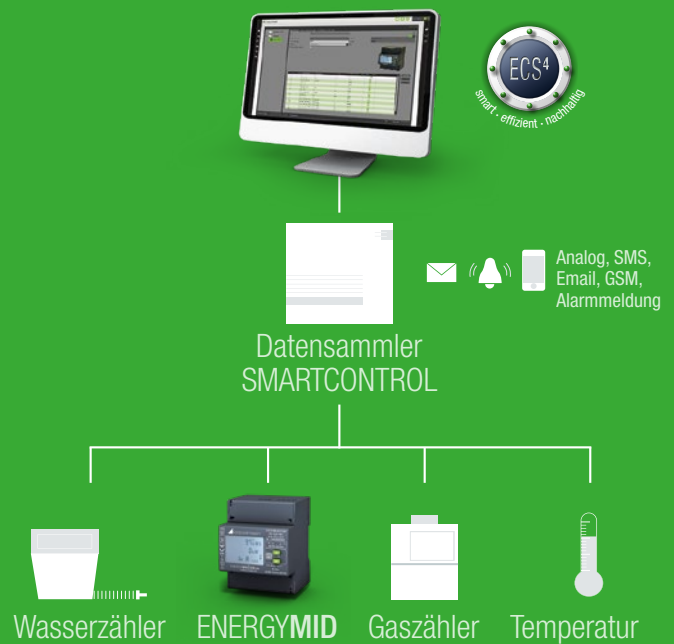 ECS⁴
smart · effizient · nachhaltig
Analog, SMS,
Email, GSM,
Alarmmeldung
Datensammler
SMARTCONTROL
Wasserzähler
ENERGYMID
Gaszähler
Temperatur